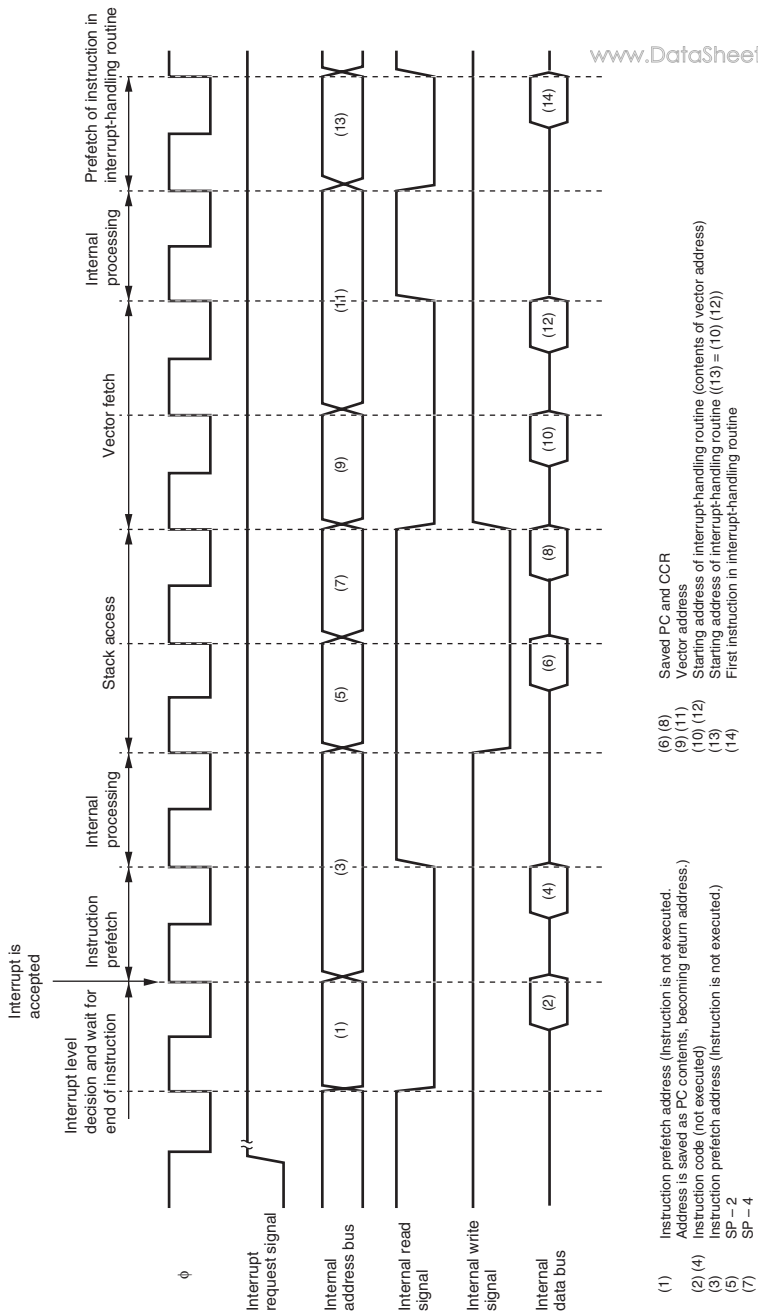 Interrupt is
accepted
Interrupt level
decision and wait for
end of instruction
Instruction
prefetch
Internal
processing
Stack access
Vector fetch
Internal
processing
Prefetch of instruction in
interrupt-handling routine
φ
Interrupt
request signal
Internal
address bus
(1)
(3)
(5)
(7)
(9)
(11)
(13)
Internal read
signal
Internal write
signal
Internal
data bus
(2)
(4)
(6)
(8)
(10)
(12)
(14)
(1) Instruction prefetch address (Instruction is not executed.
Address is saved as PC contents, becoming return address.)
(2) (4) Instruction code (not executed)
(3) Instruction prefetch address (Instruction is not executed.)
(5) SP – 2
(7) SP – 4
(6) (8) Saved PC and CCR
(9) (11) Vector address
(10) (12) Starting address of interrupt-handling routine (contents of vector address)
(13) Starting address of interrupt-handling routine ((13) = (10) (12))
(14) First instruction in interrupt-handling routine
www.DataSheet